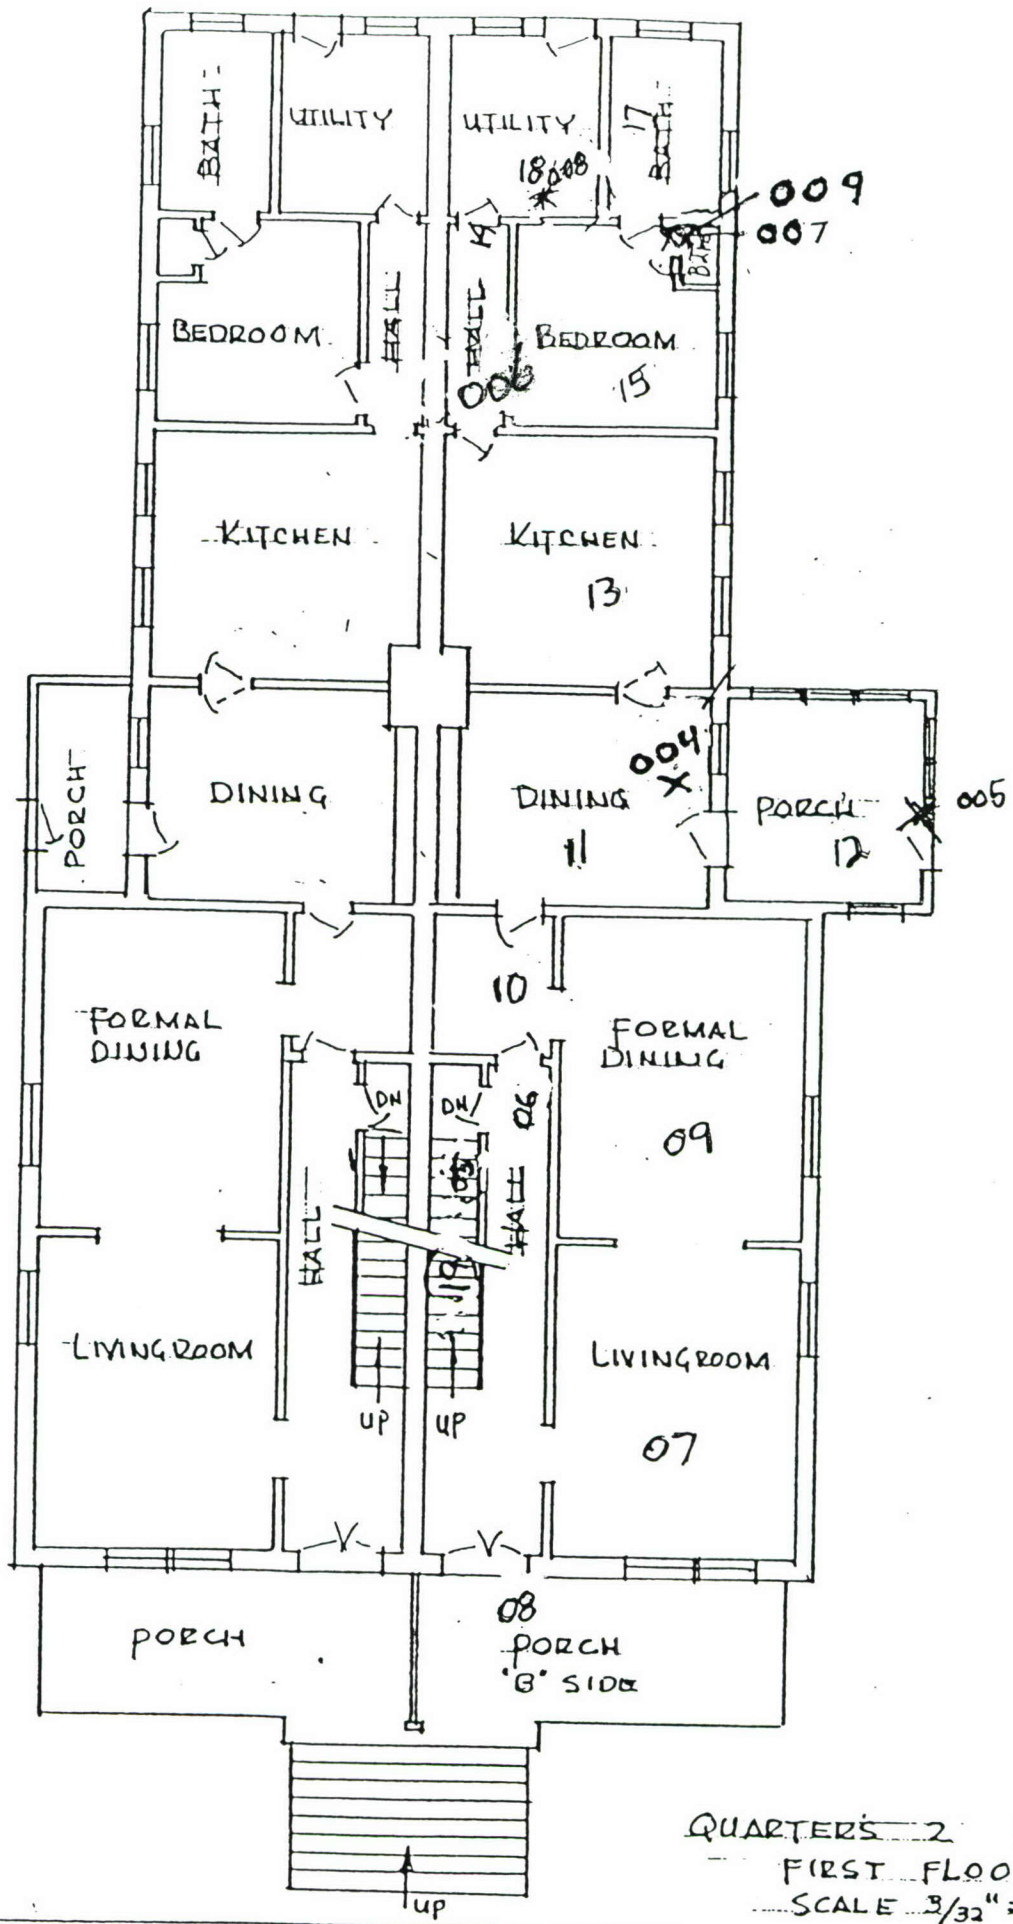 BATH
UTILITY
UTILITY
17
BATH
18 008
009
007
14
BATH
BEDROOM
HALL
HALL
BEDROOM
006
15
KITCHEN
KITCHEN
13
PORCH
DINING
DINING
11
004
X
PORCH
12
005
10
FORMAL
DINING
FORMAL
DINING
DN
DN
06
09
HALL
HALL
19
LIVINGROOM
LIVINGROOM
UP
UP
07
PORCH
08
PORCH
"B" SIDE
UP
QUARTERS 2
FIRST FLOO
SCALE 3/32" =